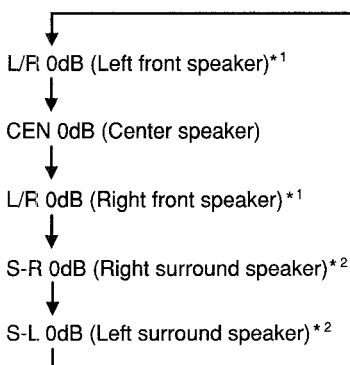 L/R 0dB (Left front speaker)*1
CEN 0dB (Center speaker)
L/R 0dB (Right front speaker)*1
S-R 0dB (Right surround speaker)*2
S-L 0dB (Left surround speaker)*2